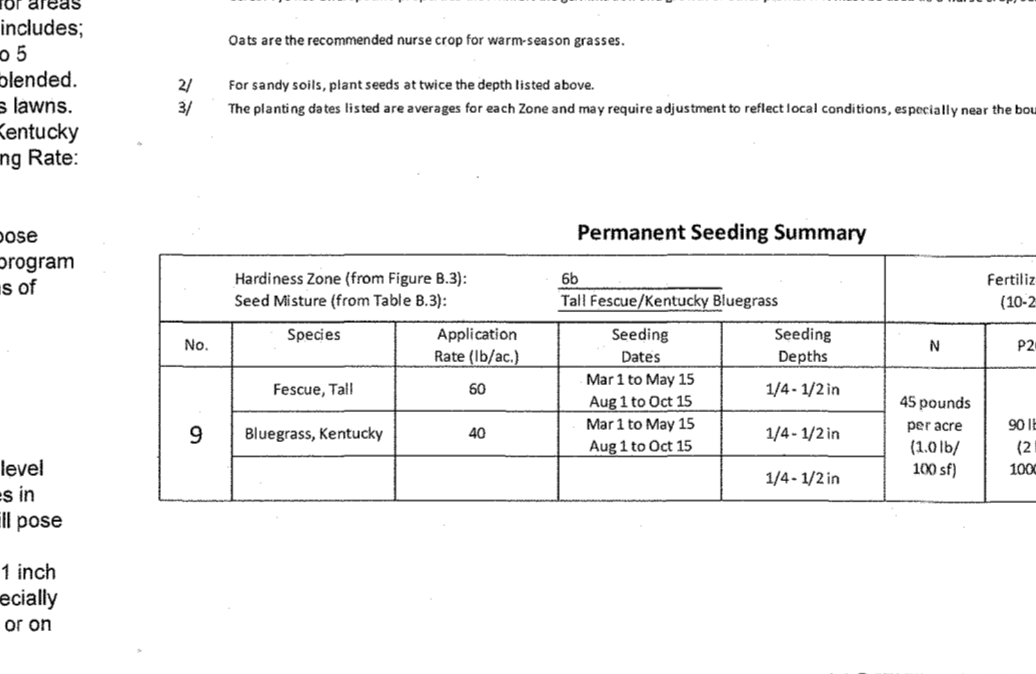 for areas
includes;
o 5
blended.
s lawns.
Kentucky
ng Rate:
pose
program
s of
level
es in
ill pose
1 inch
ecially
or on
Oats are the recommended nurse crop for warm-season grasses.
2/ For sandy soils, plant seeds at twice the depth listed above.
3/ The planting dates listed are averages for each Zone and may require adjustment to reflect local conditions, especially near the bou
Permanent Seeding Summary
Hardiness Zone (from Figure B.3): 6b
Seed Misture (from Table B.3): Tall Fescue/Kentucky Bluegrass
Fertiliz
(10-2
No. Species Application Rate (lb/ac.) Seeding Dates Seeding Depths N P2
9
Fescue, Tall 60 Mar 1 to May 15 Aug 1 to Oct 15 1/4 - 1/2 in
Bluegrass, Kentucky 40 Mar 1 to May 15 Aug 1 to Oct 15 1/4 - 1/2 in
1/4 - 1/2 in
45 pounds
per acre
(1.0 lb/
100 sf)
90 lb
(2 l
1000